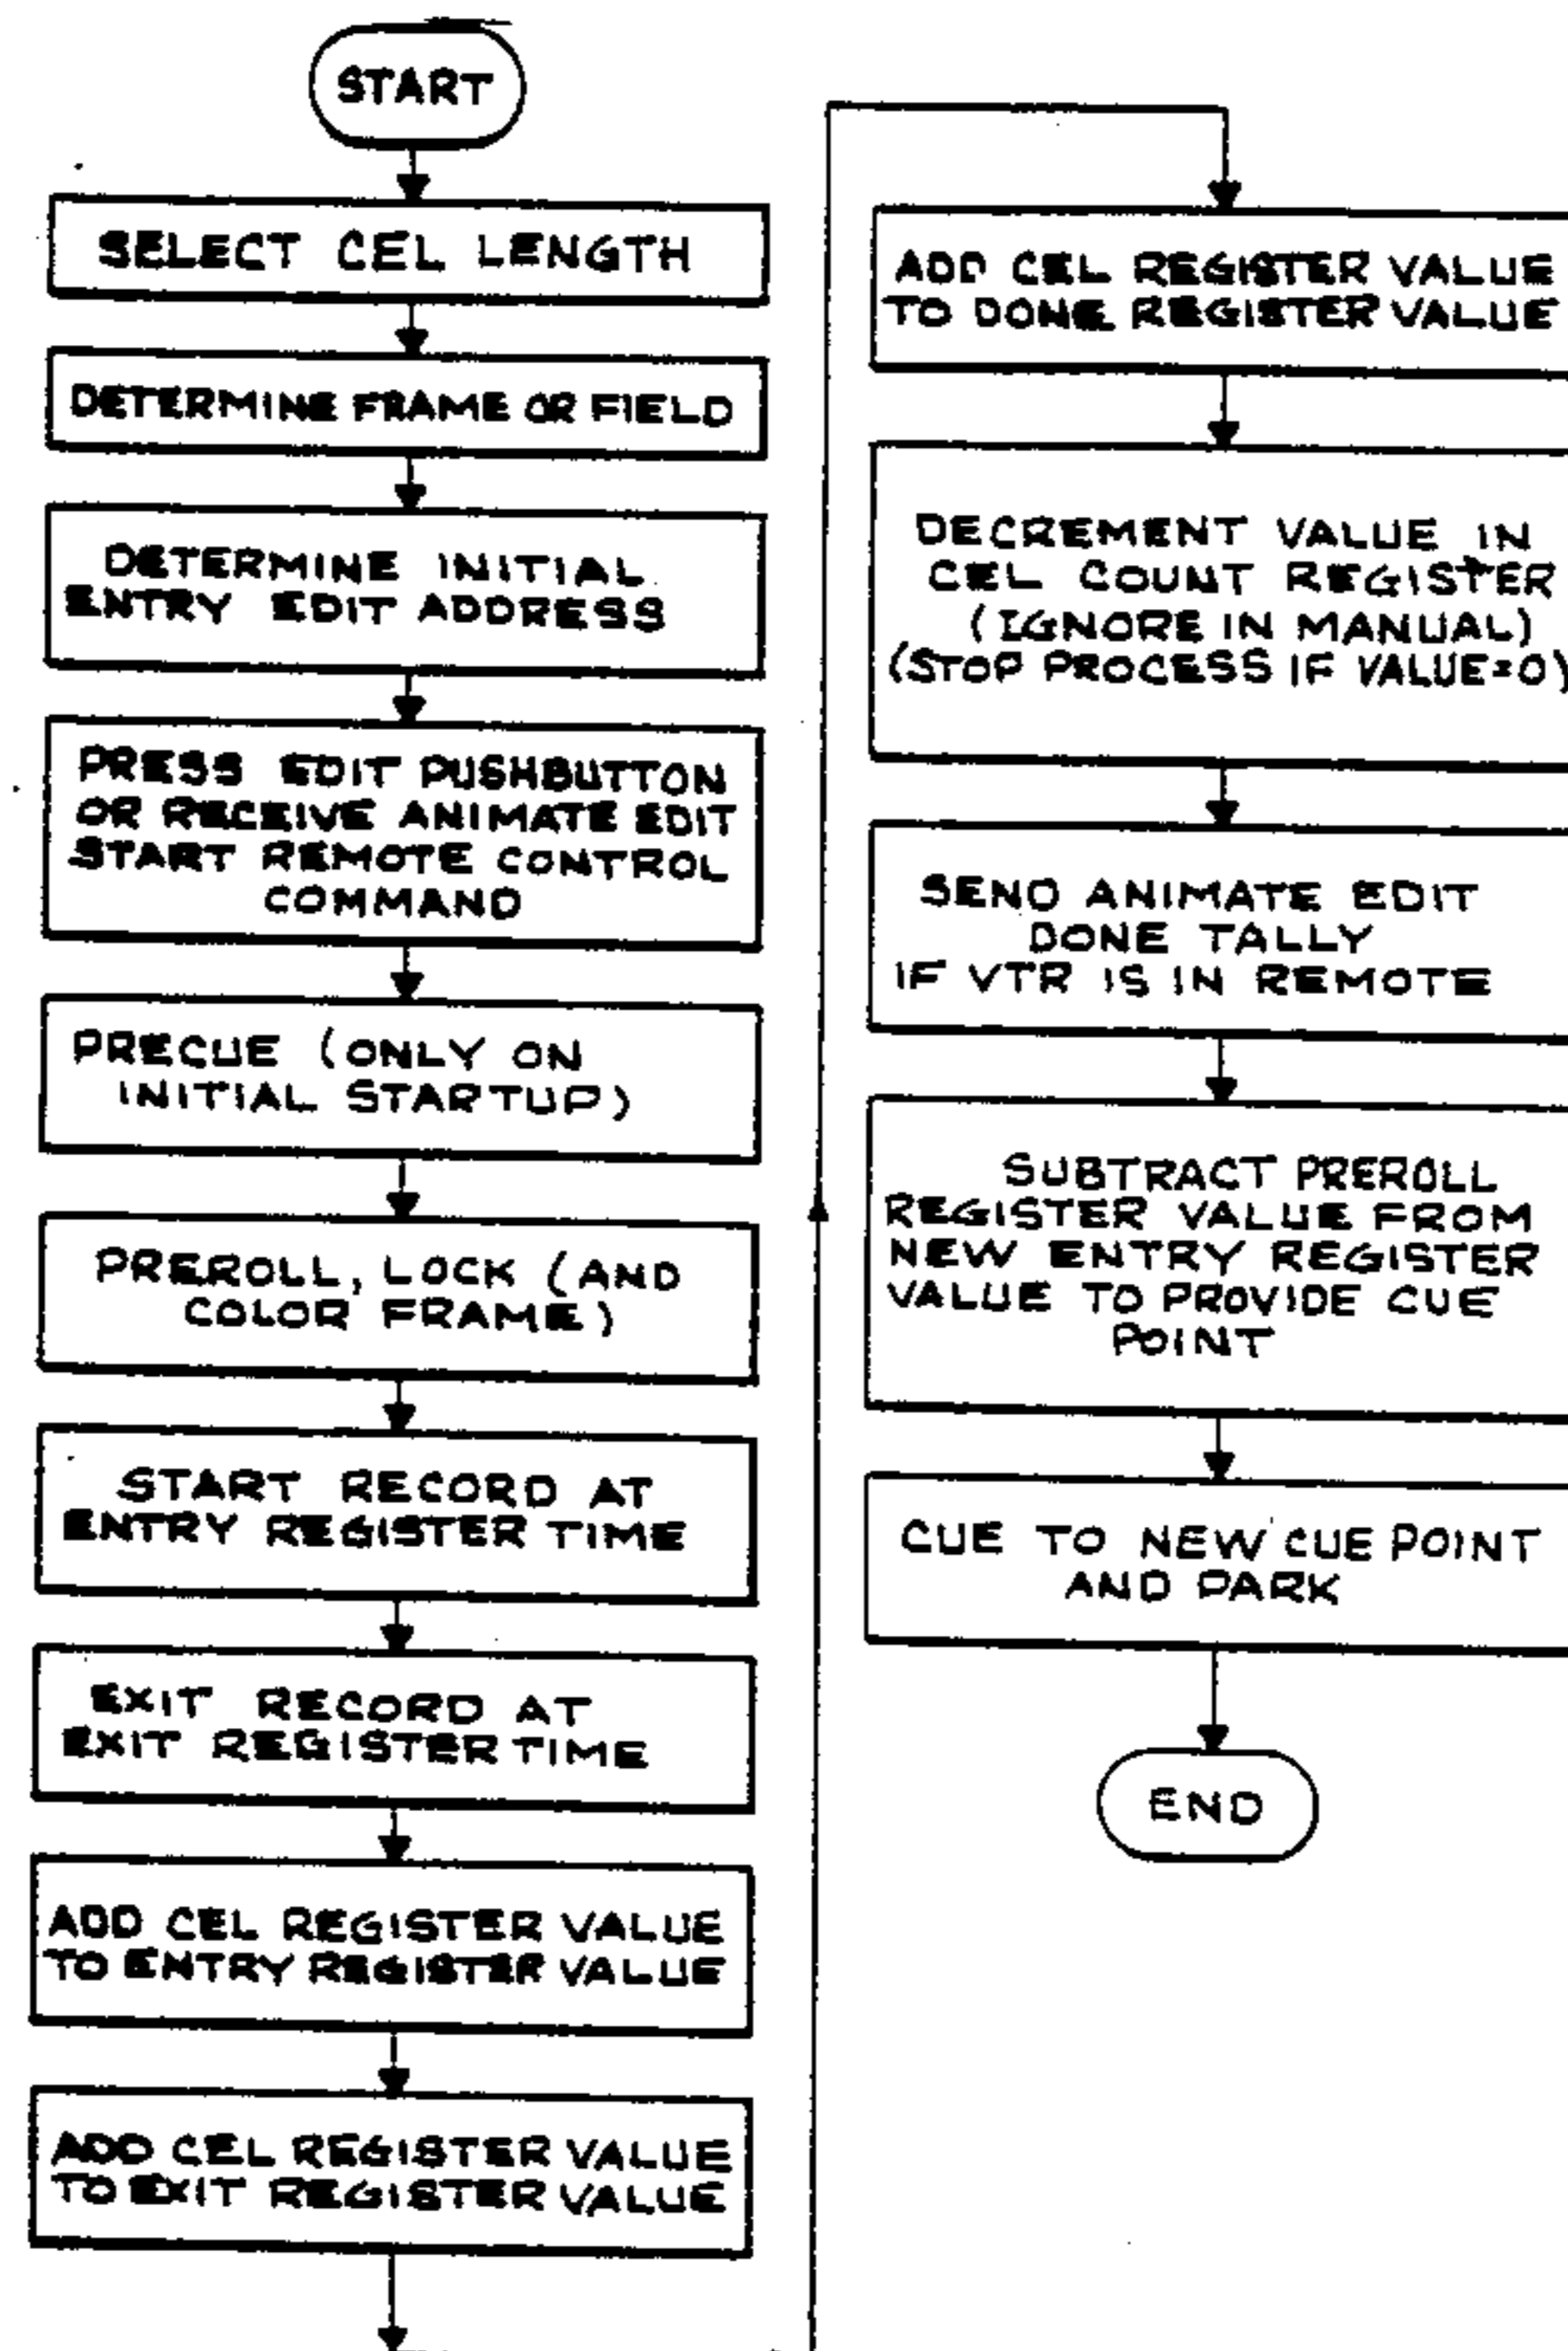 START
SELECT CEL LENGTH
DETERMINE FRAME OR FIELD
DETERMINE INITIAL
ENTRY EDIT ADDRESS
PRESS EDIT PUSHBUTTON
OR RECEIVE ANIMATE EDIT
START REMOTE CONTROL
COMMAND
PRECUE (ONLY ON
INITIAL STARTUP)
PREROLL, LOCK (AND
COLOR FRAME)
START RECORD AT
ENTRY REGISTER TIME
EXIT RECORD AT
EXIT REGISTER TIME
ADD CEL REGISTER VALUE
TO ENTRY REGISTER VALUE
ADD CEL REGISTER VALUE
TO EXIT REGISTER VALUE
ADD CEL REGISTER VALUE
TO DONE REGISTER VALUE
DECREMENT VALUE IN
CEL COUNT REGISTER
(IGNORE IN MANUAL)
(STOP PROCESS IF VALUE=0)
SEND ANIMATE EDIT
DONE TALLY
IF VTR IS IN REMOTE
SUBTRACT PREROLL
REGISTER VALUE FROM
NEW ENTRY REGISTER
VALUE TO PROVIDE CUE
POINT
CUE TO NEW CUE POINT
AND PARK
END